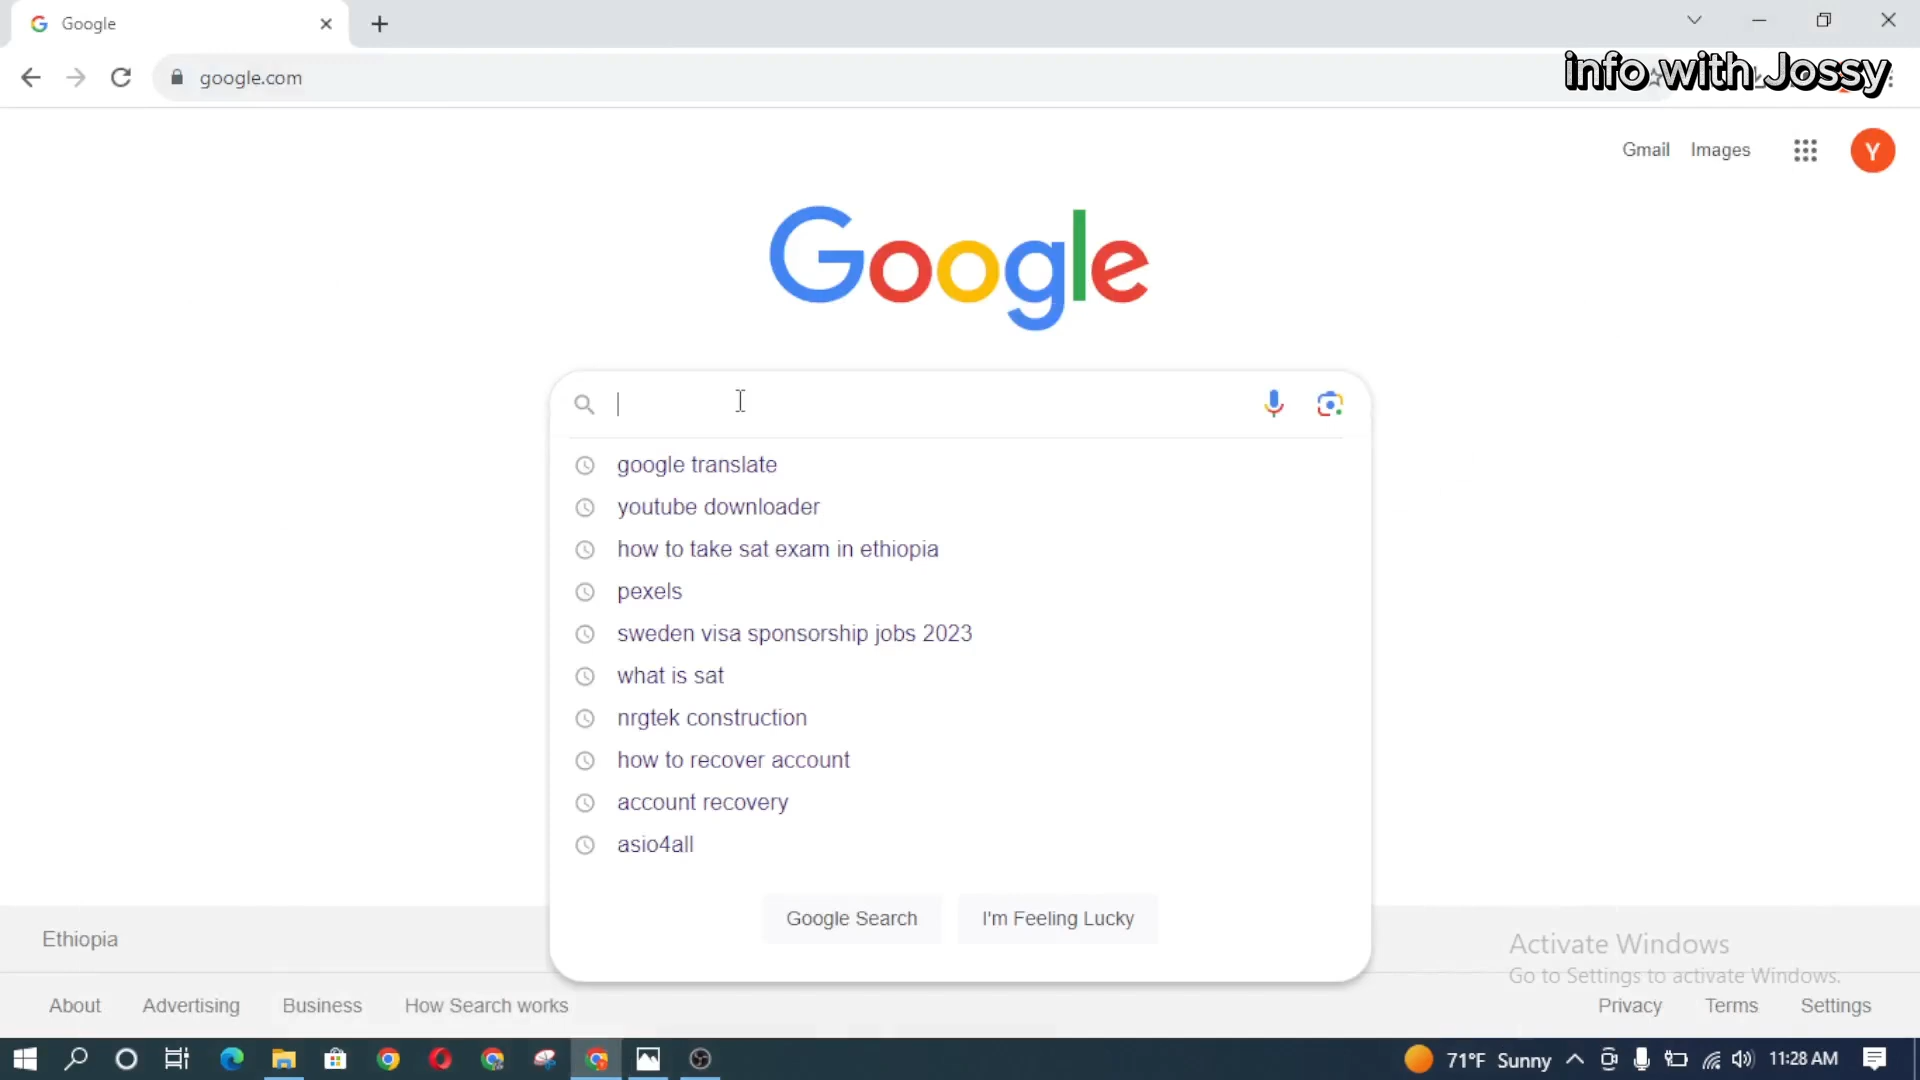 Google
google.com
info with Jossy
Gmail
Images
Y
Google
google translate
youtube downloader
how to take sat exam in ethiopia
pexels
sweden visa sponsorship jobs 2023
what is sat
nrgtek construction
how to recover account
account recovery
asio4all
Google Search
I'm Feeling Lucky
Ethiopia
Activate Windows
Go to Settings to activate Windows.
About
Advertising
Business
How Search works
Privacy
Terms
Settings
71°F Sunny
11:28 AM